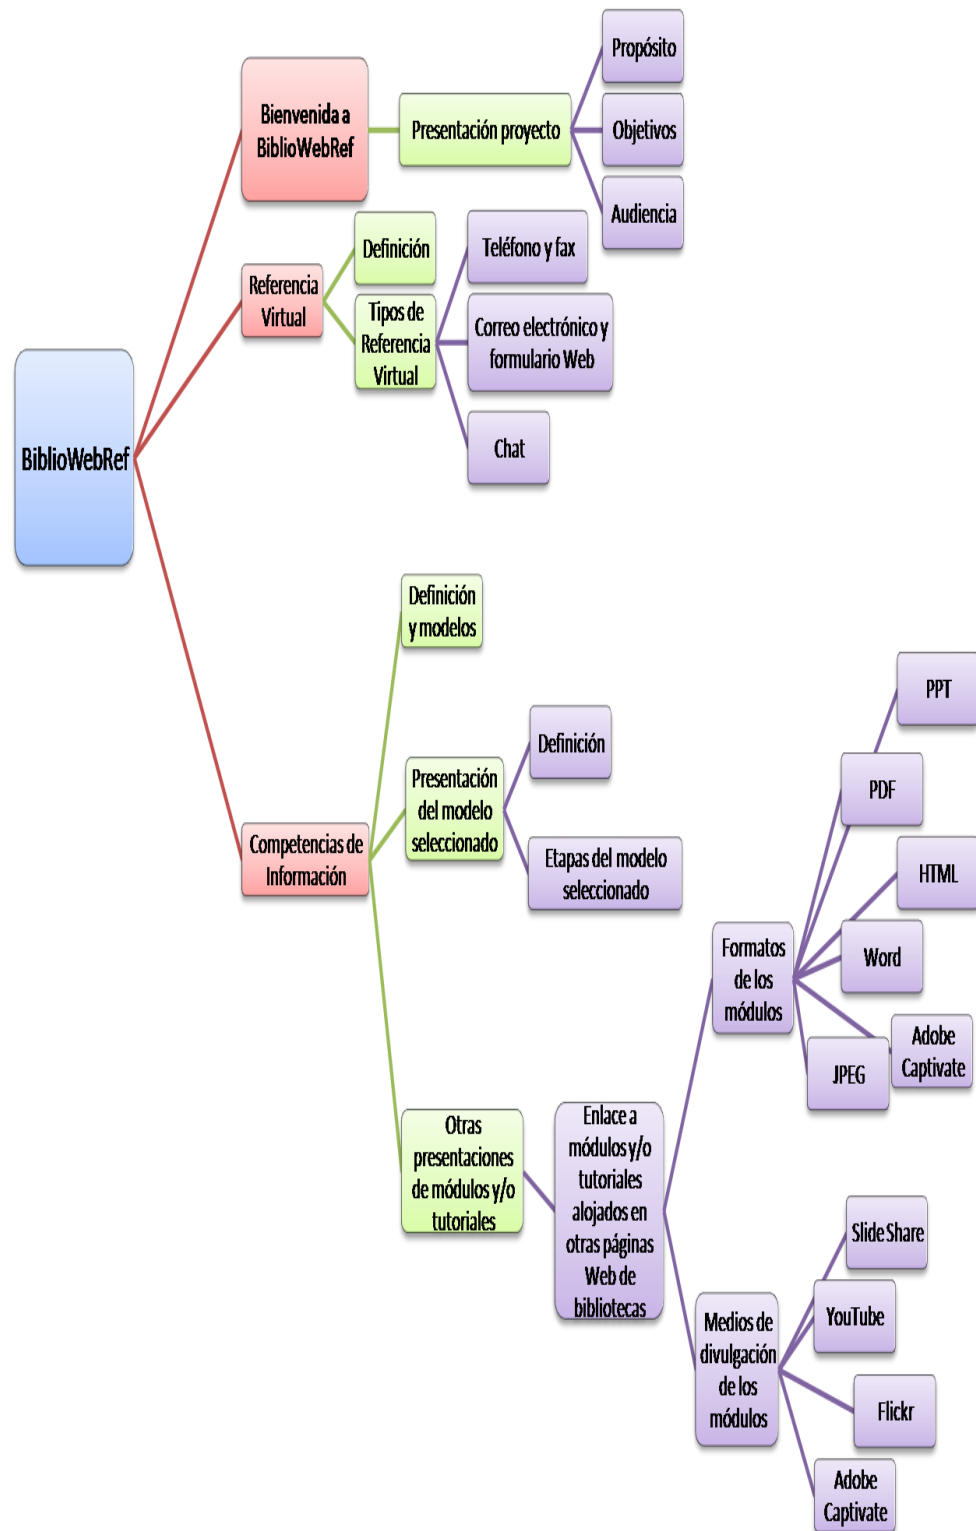 BiblioWebRef
Bienvenida a
BiblioWebRef
Presentación proyecto
Propósito
Objetivos
Audiencia
Referencia
Virtual
Definición
Tipos de
Referencia
Virtual
Teléfono y fax
Correo electrónico y
formulario Web
Chat
Competencias de
Información
Definición
y modelos
Presentación
del modelo
seleccionado
Definición
Etapas del modelo
seleccionado
Otras
presentaciones
de módulos y/o
tutoriales
Enlace a
módulos y/o
tutoriales
alojados en
otras páginas
Web de
bibliotecas
Formatos
de los
módulos
PPT
PDF
HTML
Word
Adobe
Captivate
JPEG
Medios de
divulgación
de los
módulos
Slide Share
YouTube
Flickr
Adobe
Captivate